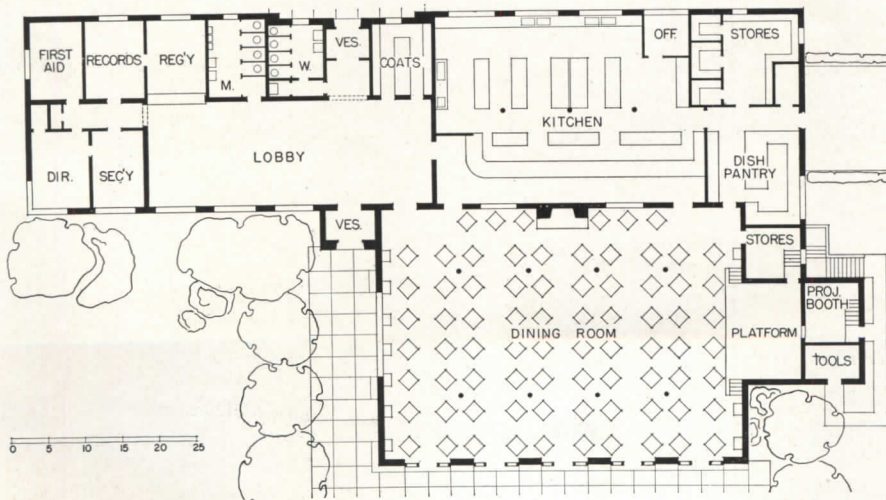 FIRST
AID
RECORDS
REG'Y
M.
W.
VES.
COATS
OFF.
STORES
KITCHEN
LOBBY
DIR.
SEC'Y
VES.
DISH
PANTRY
STORES
PROJ.
BOOTH
DINING ROOM
PLATFORM
TOOLS
0 5 10 15 20 25